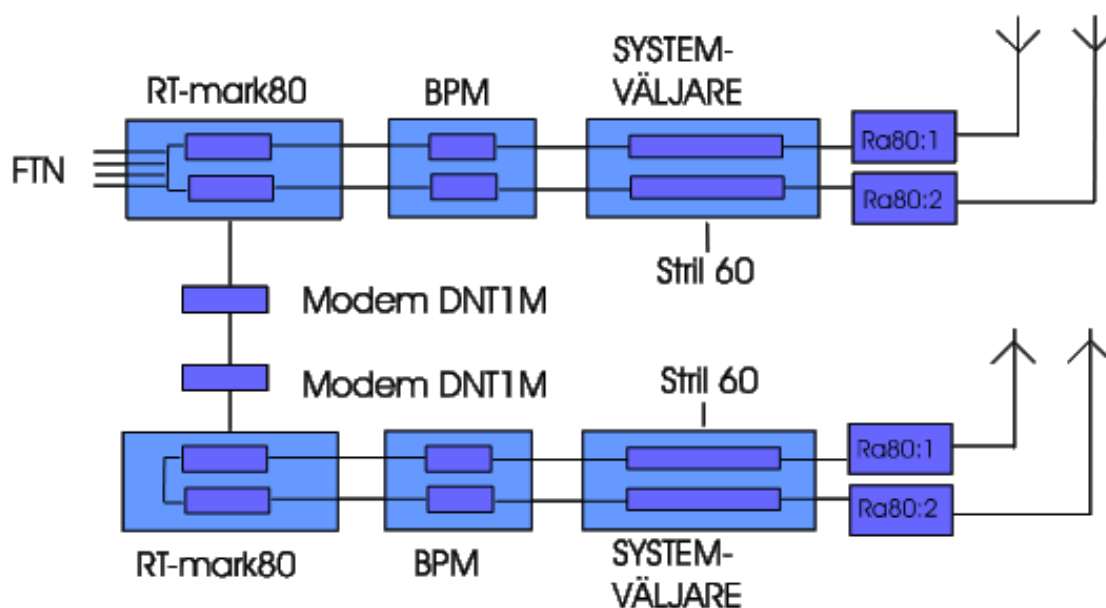 SYSTEM-
VÄLJARE
RT-mark80
BPM
FTN
Ra80:1
Ra80:2
Stril 60
Modem DNT1M
Modem DNT1M
Stril 60
Ra80:1
Ra80:2
RT-mark80
BPM
SYSTEM-
VÄLJARE